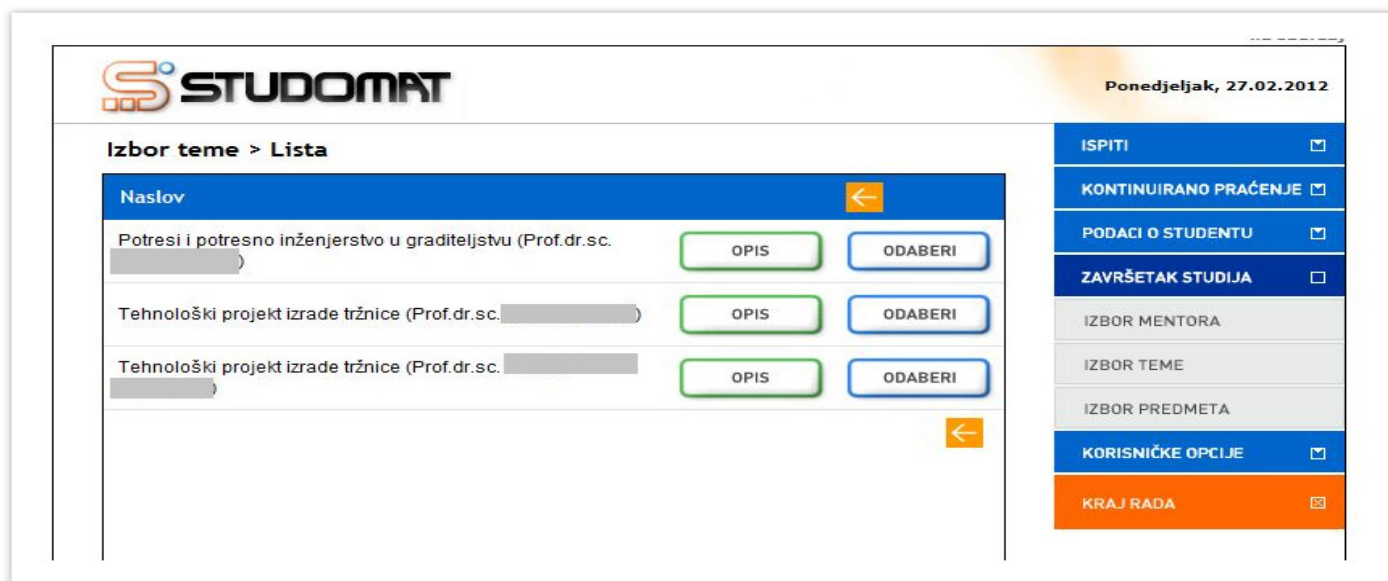 STUDOMAT
Ponedjeljak, 27.02.2012
Izbor teme > Lista
Naslov
Potresi i potresno inženjerstvo u graditeljstvu (Prof.dr.sc.
)
OPIS
ODABERI
Tehnološki projekt izrade tržnice (Prof.dr.sc. )
OPIS
ODABERI
Tehnološki projekt izrade tržnice (Prof.dr.sc.
)
OPIS
ODABERI
ISPITI
KONTINUIRANO PRAĆENJE
PODACI O STUDENTU
ZAVRŠETAK STUDIJA
IZBOR MENTORA
IZBOR TEME
IZBOR PREDMETA
KORISNIČKE OPCIJE
KRAJ RADA